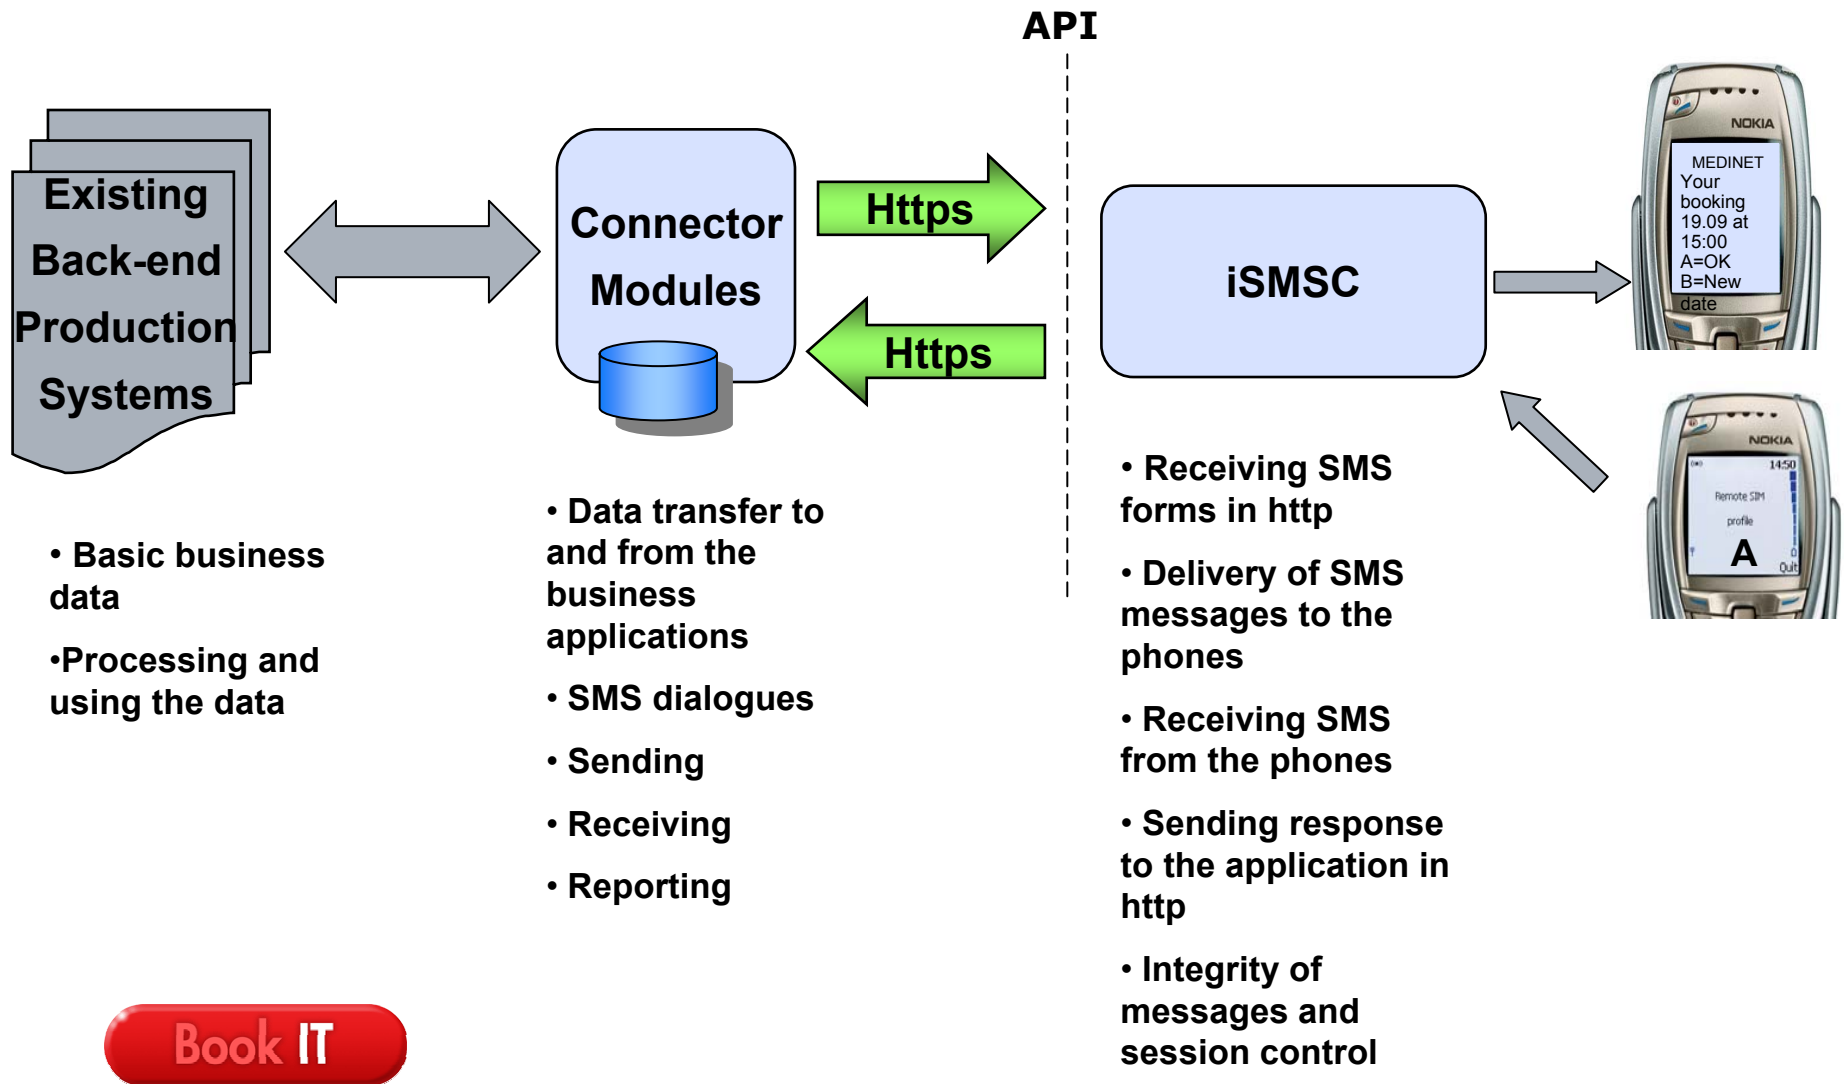 API
Existing
Back-end
Production
Systems
Connector
Modules
Https
Https
iSMSC
NOKIA
MEDINET
Your
booking
19.09 at
15:00
A=OK
B=New
date
NOKIA
14:50
Remote SIM
profile
A
Quit
• Basic business
data
•Processing and
using the data
• Data transfer to
and from the
business
applications
• SMS dialogues
• Sending
• Receiving
• Reporting
• Receiving SMS
forms in http
• Delivery of SMS
messages to the
phones
• Receiving SMS
from the phones
• Sending response
to the application in
http
• Integrity of
messages and
session control
Book IT